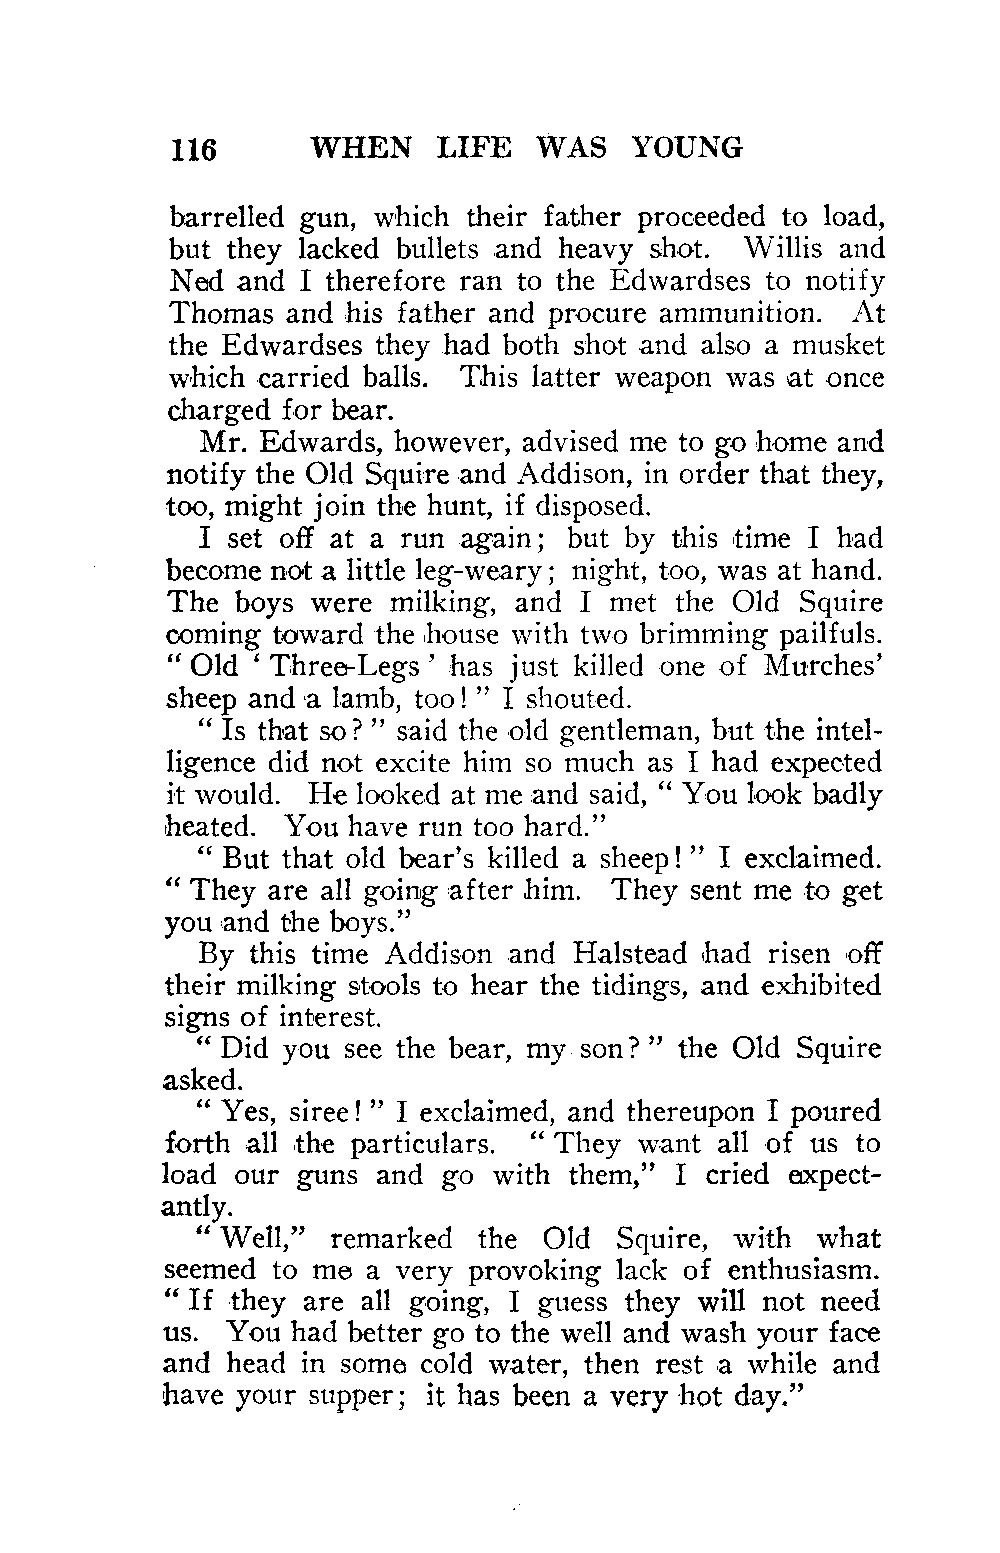 116 WHEN LIFE WAS YOUNG
barrelled gun, which their father proceeded to load,
but they lacked bullets and heavy shot. Willis and
Ned and I therefore ran to the Edwardses to notify
Thomas and his father and procure ammunition. At
the Edwardses they had both shot and also a musket
which carried balls. This latter weapon was at once
charged for bear.
Mr. Edwards, however, advised me to go home and
notify the Old Squire and Addison, in order that they,
too, might join the hunt, if disposed.
I set off at a run again; but by this time I had
become not a little leg-weary; night, too, was at hand.
The boys were milking, and I met the Old Squire
coming toward the house with two brimming pailfuls.
“ Old ‘ Three-Legs ’ has just killed one of Murches’
sheep and a lamb, too! ” I shouted.
“ Is that so? ” said the old gentleman, but the intel-
ligence did not excite him so much as I had expected
it would. He looked at me and said, “ You look badly
heated. You have run too hard.”
“ But that old bear’s killed a sheep! ” I exclaimed.
“ They are all going after him. They sent me to get
you and the boys.”
By this time Addison and Halstead had risen off
their milking stools to hear the tidings, and exhibited
signs of interest.
“ Did you see the bear, my son? ” the Old Squire
asked.
“ Yes, siree! ” I exclaimed, and thereupon I poured
forth all the particulars. “ They want all of us to
load our guns and go with them,” I cried expect-
antly.
“ Well,” remarked the Old Squire, with what
seemed to me a very provoking lack of enthusiasm.
“ If they are all going, I guess they will not need
us. You had better go to the well and wash your face
and head in some cold water, then rest a while and
have your supper; it has been a very hot day.”